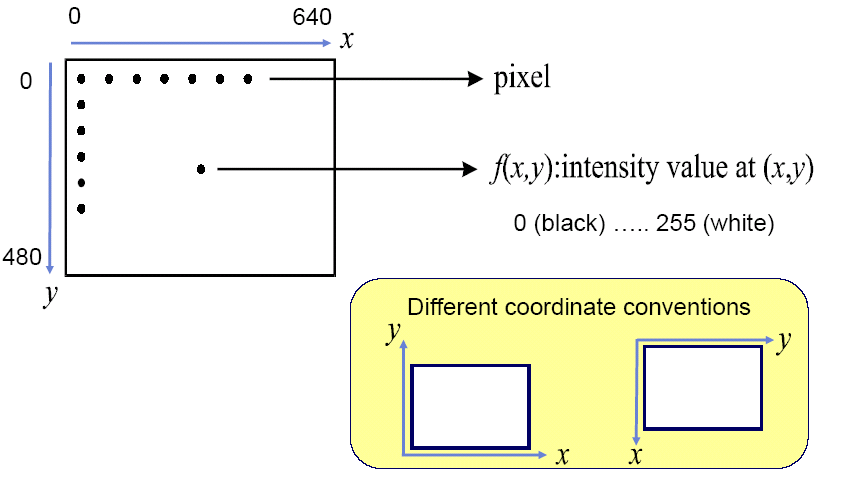 0
640
x
0
pixel
f(x,y):intensity value at (x,y)
0 (black) ..... 255 (white)
480
y
Different coordinate conventions
y
x
y
x